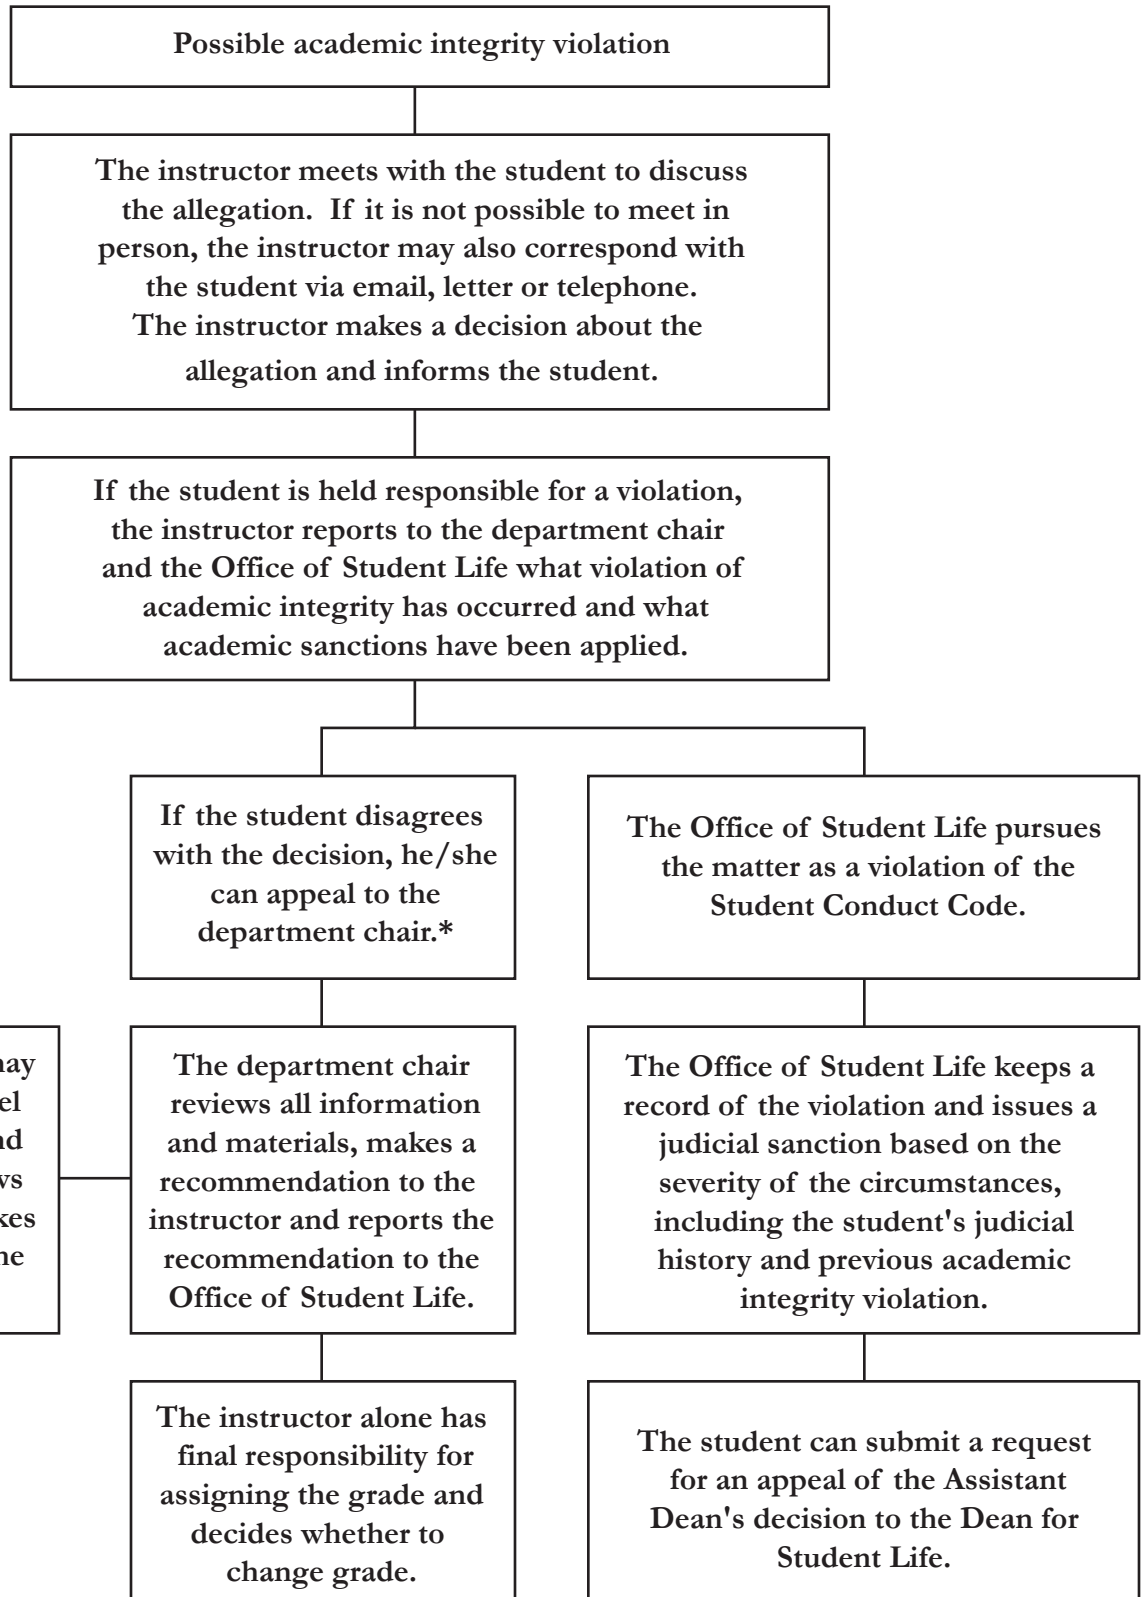 Possible academic integrity violation
The instructor meets with the student to discuss
the allegation.  If it is not possible to meet in
person, the instructor may also correspond with
the student via email, letter or telephone.
The instructor makes a decision about the
allegation and informs the student.
If the student is held responsible for a violation,
the instructor reports to the department chair
and the Office of Student Life what violation of
academic integrity has occurred and what
academic sanctions have been applied.
If the student disagrees
with the decision, he/she
can appeal to the
department chair.*
The Office of Student Life pursues
the matter as a violation of the
Student Conduct Code.
The department chair
reviews all information
and materials, makes a
recommendation to the
instructor and reports the
recommendation to the
Office of Student Life.
The Office of Student Life keeps a
record of the violation and issues a
judicial sanction based on the
severity of the circumstances,
including the student's judicial
history and previous academic
integrity violation.
The instructor alone has
final responsibility for
assigning the grade and
decides whether to
change grade.
The student can submit a request
for an appeal of the Assistant
Dean's decision to the Dean for
Student Life.